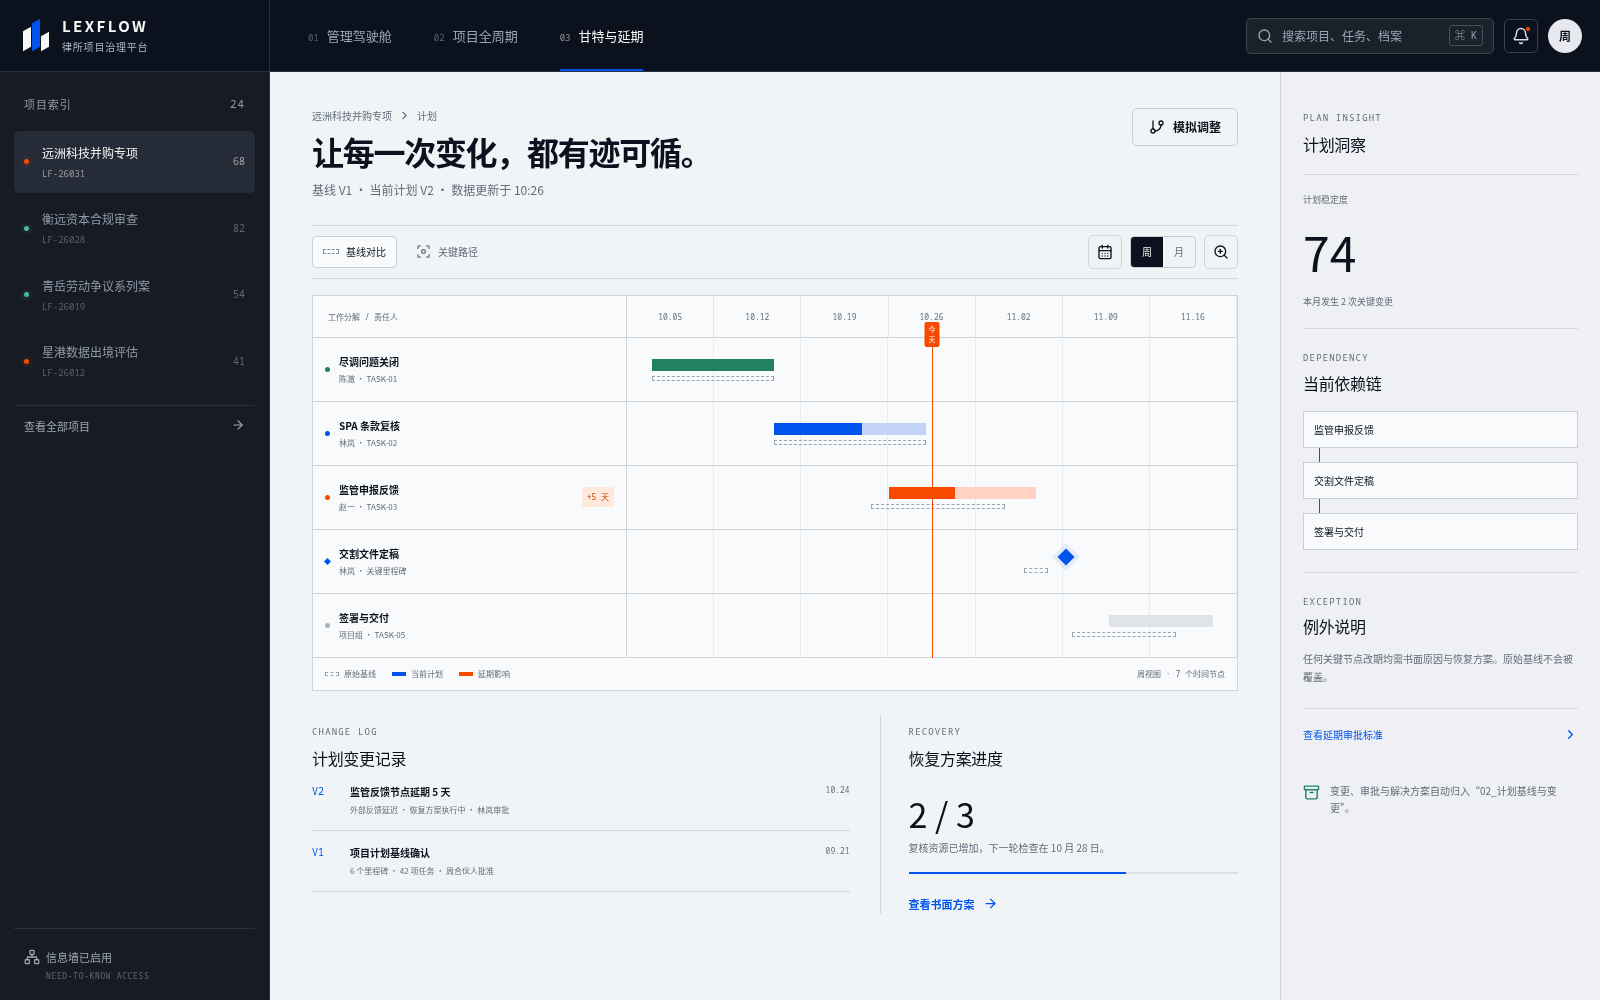 LEXFLOW
律所项目治理平台
01 管理驾驶舱
02 项目全周期
03 甘特与延期
搜索项目、任务、档案
⌘ K
周
项目索引
24
远洲科技并购专项
LF-26031
68
衡远资本合规审查
LF-26028
82
青岳劳动争议系列案
LF-26019
54
星港数据出境评估
LF-26012
41
查看全部项目
信息墙已启用
NEED-TO-KNOW ACCESS
远洲科技并购专项 > 计划
让每一次变化，都有迹可循。
基线 V1 · 当前计划 V2 · 数据更新于 10:26
模拟调整
基线对比
关键路径
周
月
工作分解 / 责任人
10.05
10.12
10.19
10.26
11.02
11.09
11.16
今天
尽调问题关闭
陈澈 · TASK-01
SPA 条款复核
林岚 · TASK-02
监管申报反馈
赵一 · TASK-03
+5 天
交割文件定稿
林岚 · 关键里程碑
签署与交付
项目组 · TASK-05
原始基线
当前计划
延期影响
周视图 · 7 个时间节点
CHANGE LOG
计划变更记录
V2
监管反馈节点延期 5 天
外部反馈延迟 · 恢复方案执行中 · 林岚审批
10.24
V1
项目计划基线确认
6 个里程碑 · 42 项任务 · 周合伙人批准
09.21
RECOVERY
恢复方案进度
2 / 3
复核资源已增加，下一轮检查在 10 月 28 日。
查看书面方案
PLAN INSIGHT
计划洞察
计划稳定度
74
本月发生 2 次关键变更
DEPENDENCY
当前依赖链
监管申报反馈
交割文件定稿
签署与交付
EXCEPTION
例外说明
任何关键节点改期均需书面原因与恢复方案。原始基线不会被
覆盖。
查看延期审批标准
变更、审批与解决方案自动归入“02_计划基线与变
更”。